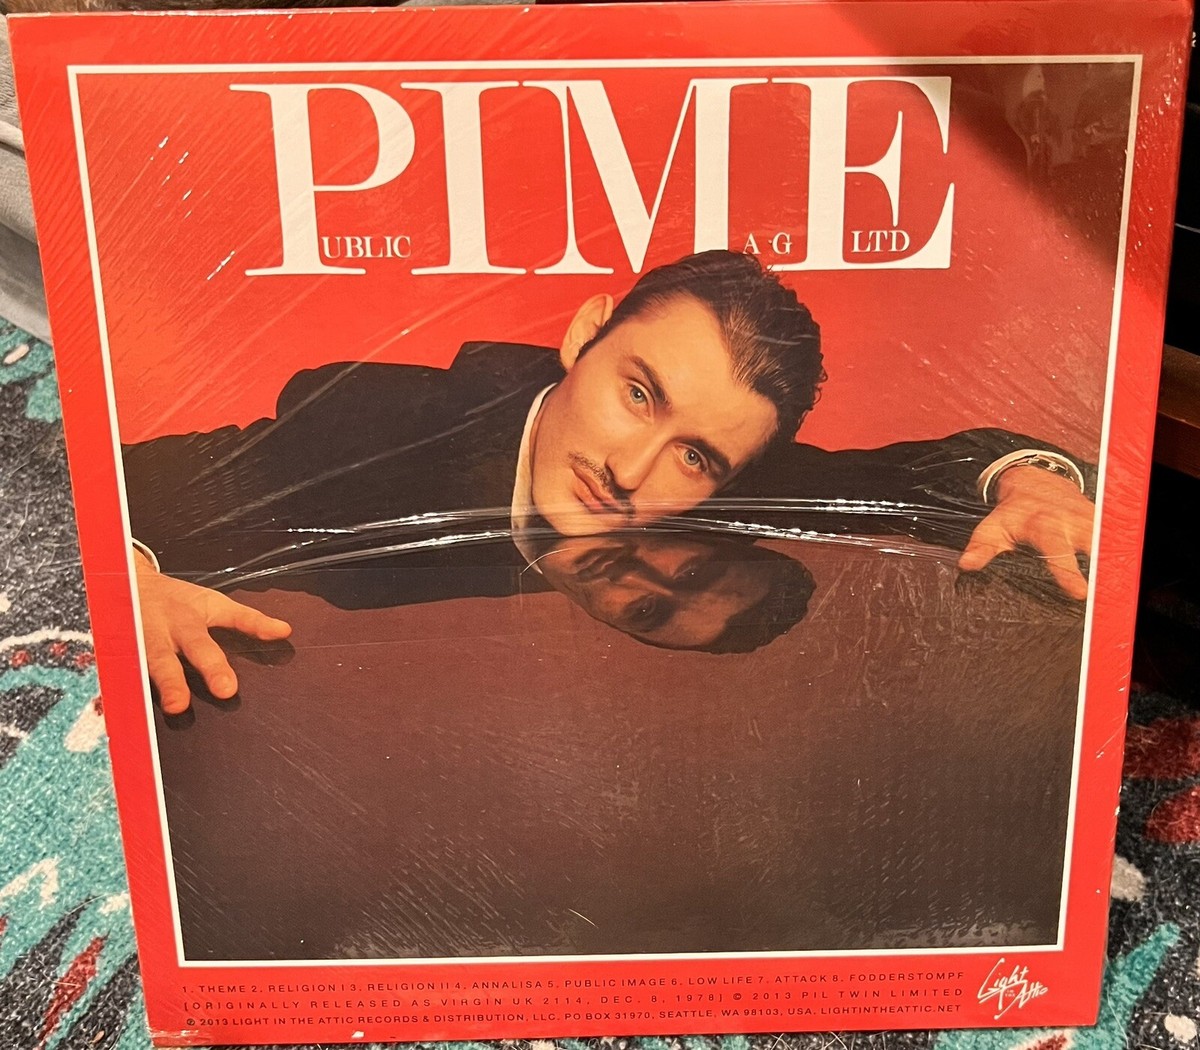 PIME
UBLIC A G LTD
1. THEME 2. RELIGION I 3. RELIGION II 4. ANNALISA 5. PUBLIC IMAGE 6. LOW LIFE 7. ATTACK 8. FODDERSTOMPF
[ORIGINALLY RELEASED AS VIRGIN UK 2114, DEC. 8, 1978] © 2013 PIL TWIN LIMITED
℗ 2013 LIGHT IN THE ATTIC RECORDS & DISTRIBUTION, LLC. PO BOX 31970, SEATTLE, WA 98103, USA. LIGHTINTHEATTIC.NET
Light
IN THE
Attic